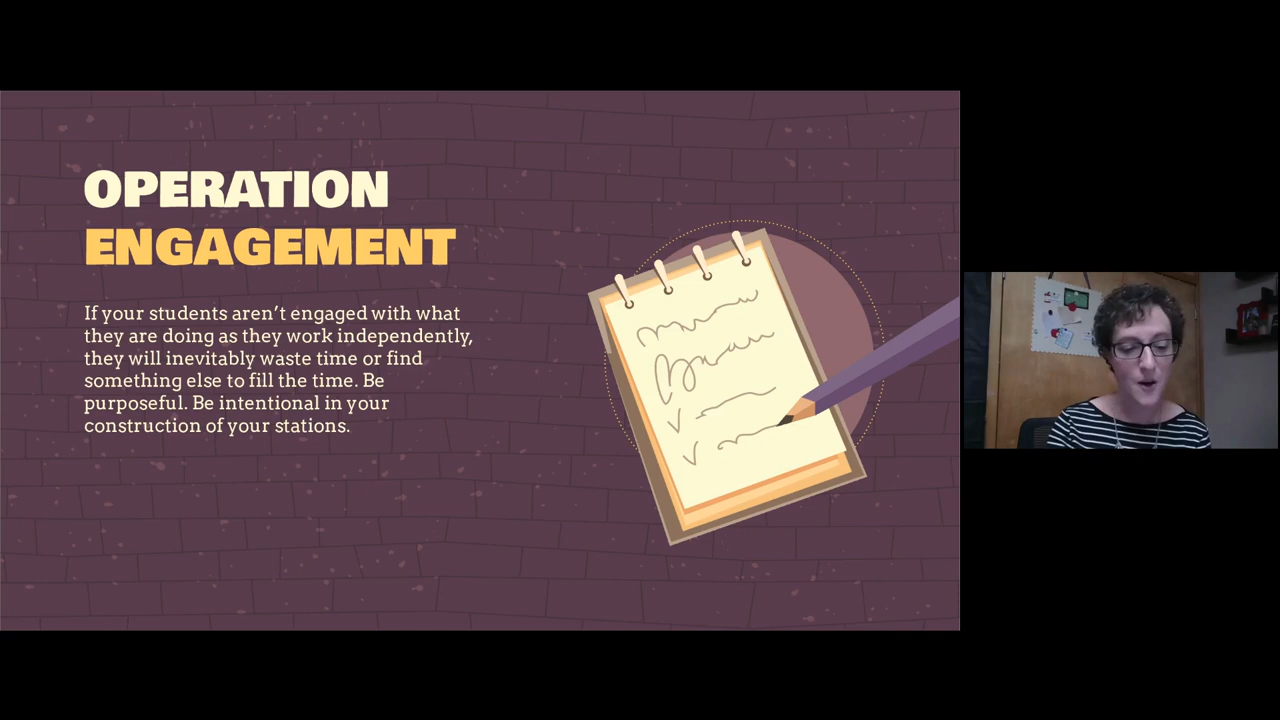 OPERATION
ENGAGEMENT
If your students aren’t engaged with what
they are doing as they work independently,
they will inevitably waste time or find
something else to fill the time. Be
purposeful. Be intentional in your
construction of your stations.